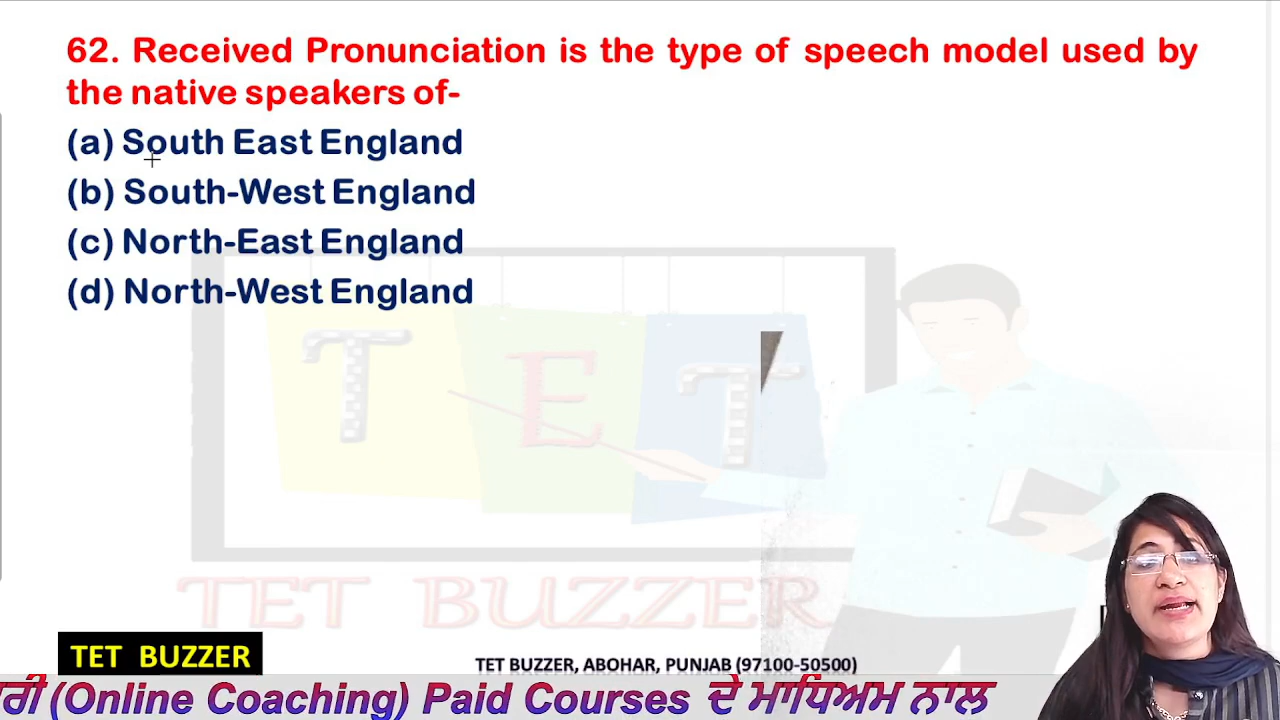 62. Received Pronunciation is the type of speech model used by
the native speakers of-
(a) South East England
(b) South-West England
(c) North-East England
(d) North-West England
T E T
TET BUZZER
TET BUZZER
TET BUZZER, ABOHAR, PUNJAB (97100-50500)
(Online Coaching) Paid Courses ਦੇ ਮਾਧਿਅਮ ਨਾਲ